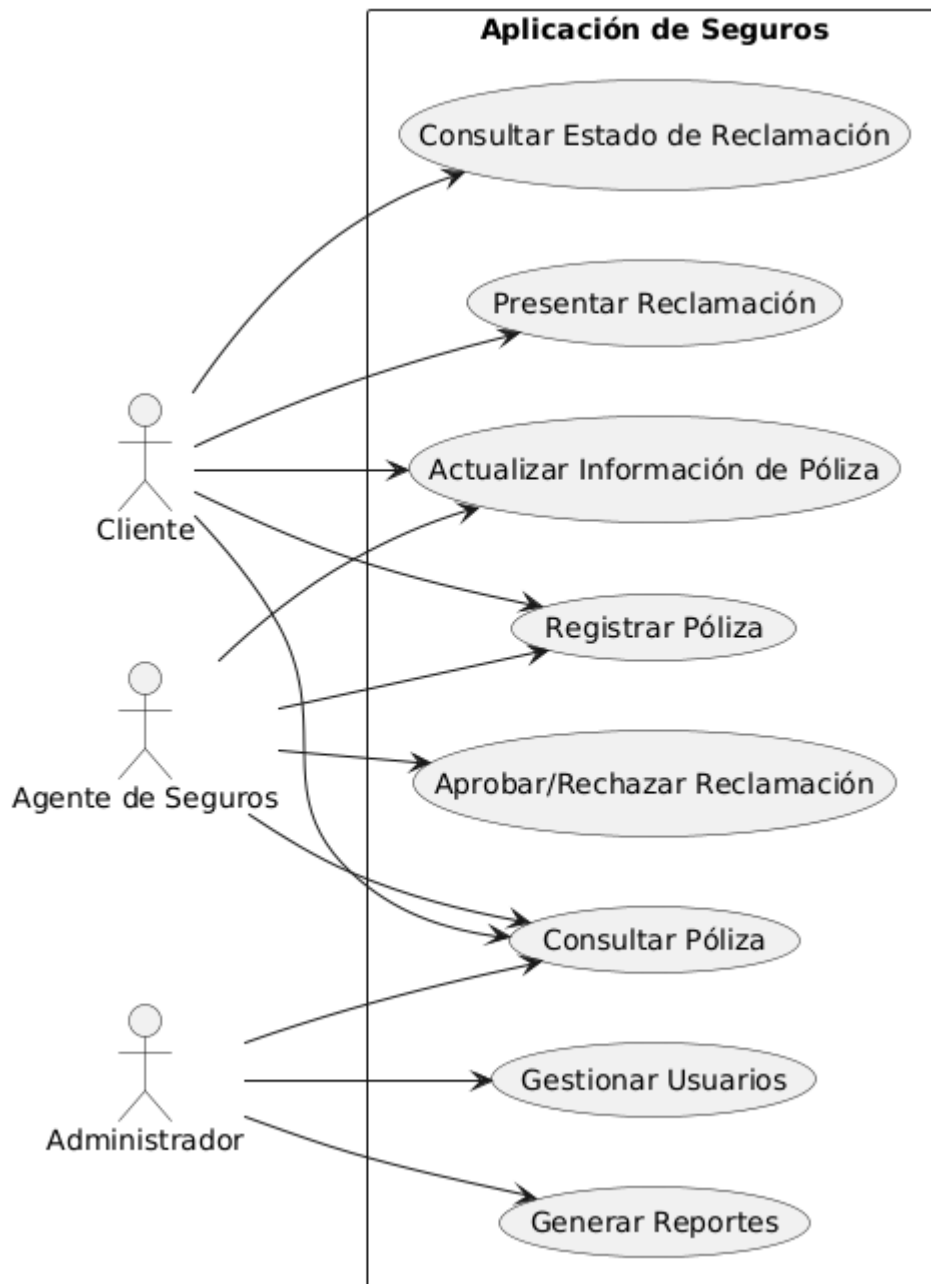 Aplicación de Seguros
Consultar Estado de Reclamación
Presentar Reclamación
Actualizar Información de Póliza
Cliente
Registrar Póliza
Aprobar/Rechazar Reclamación
Agente de Seguros
Consultar Póliza
Gestionar Usuarios
Administrador
Generar Reportes